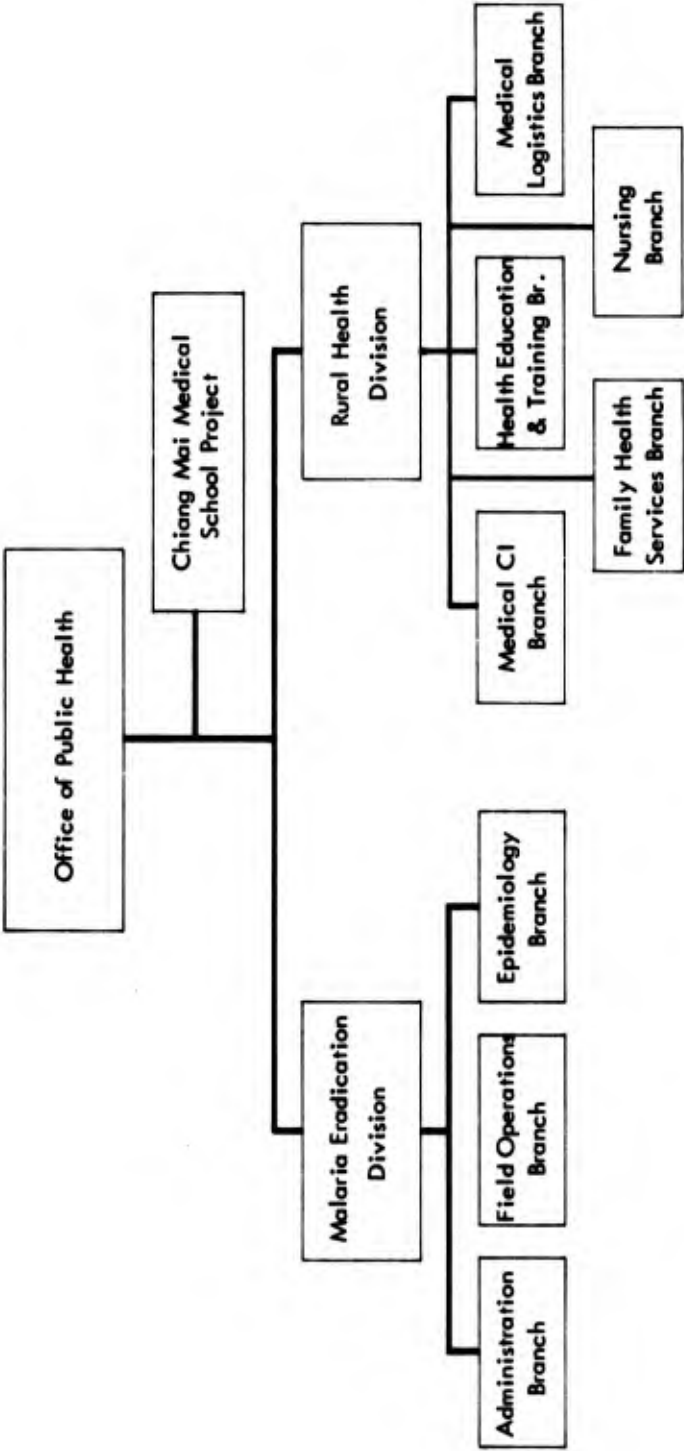 Office of Public Health
Chiang Mai Medical
School Project
Malaria Eradication
Division
Rural Health
Division
Administration
Branch
Field Operations
Branch
Epidemiology
Branch
Medical CI
Branch
Health Education
& Training Br.
Medical
Logistics Branch
Family Health
Services Branch
Nursing
Branch